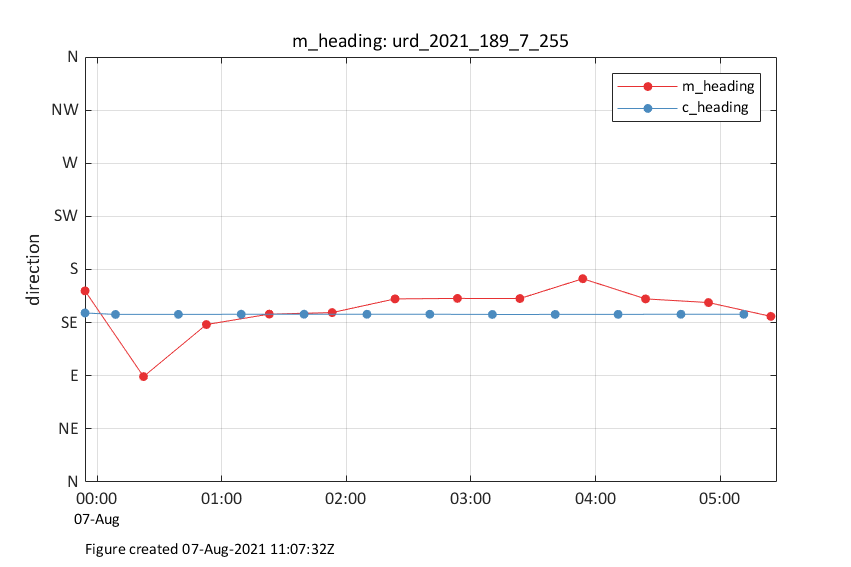 m_heading: urd_2021_189_7_255
N
NW
W
SW
S
SE
E
NE
N
direction
m_heading
c_heading
00:00 01:00 02:00 03:00 04:00 05:00
07-Aug
Figure created 07-Aug-2021 11:07:32Z